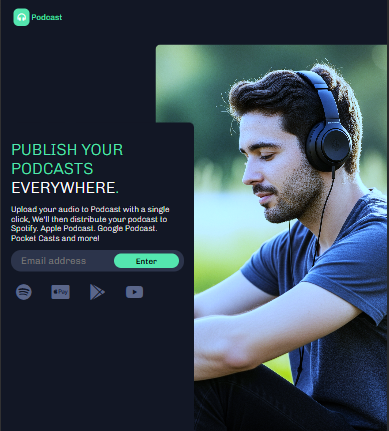 Podcast
PUBLISH YOUR
PODCASTS
EVERYWHERE.
Upload your audio to Podcast with a single
click, We'll then distribute your podcast to
Spotify. Apple Podcast. Google Podcast.
Pocket Casts and more!
Email address
Enter
Pay